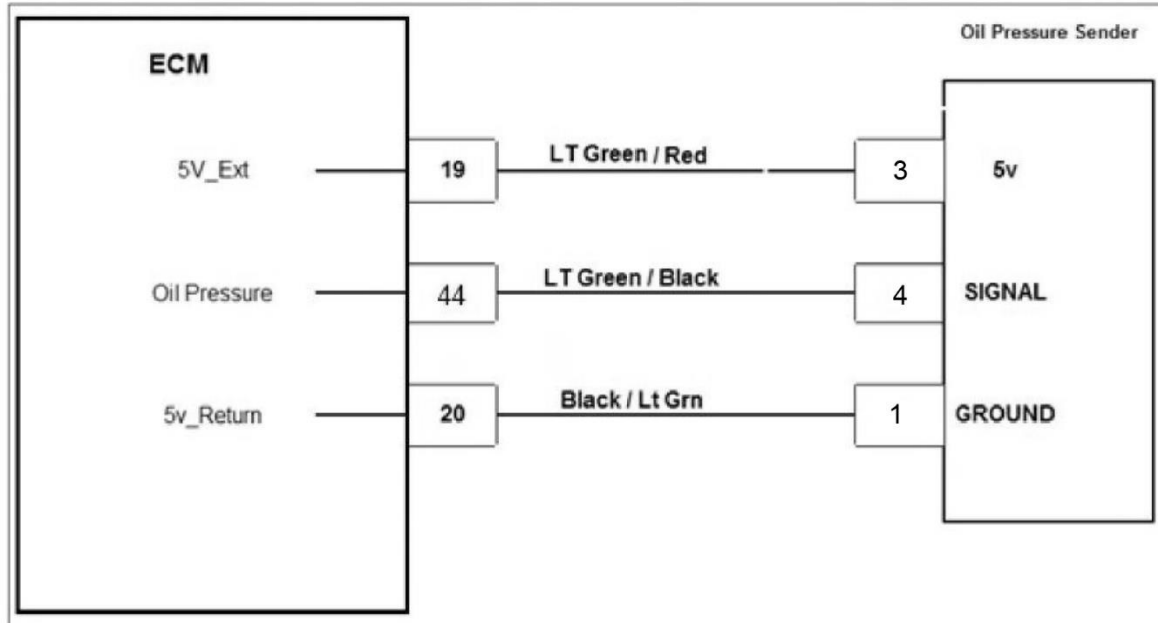 Oil Pressure Sender
ECM
5V_Ext
19
LT Green / Red
3
5v
Oil Pressure
44
LT Green / Black
4
SIGNAL
5v_Return
20
Black / Lt Grn
1
GROUND